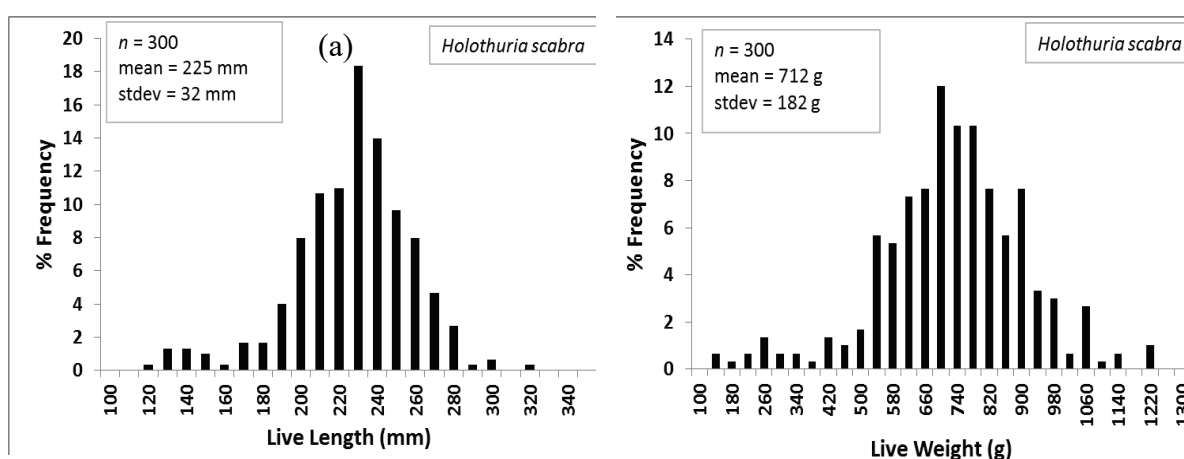 (a)
n = 300
mean = 225 mm
stdev = 32 mm
Holothuria scabra
% Frequency
20
18
16
14
12
10
8
6
4
2
0
100 120 140 160 180 200 220 240 260 280 300 320 340
Live Length (mm)
n = 300
mean = 712 g
stdev = 182 g
Holothuria scabra
% Frequency
14
12
10
8
6
4
2
0
100 180 260 340 420 500 580 660 740 820 900 980 1060 1140 1220 1300
Live Weight (g)